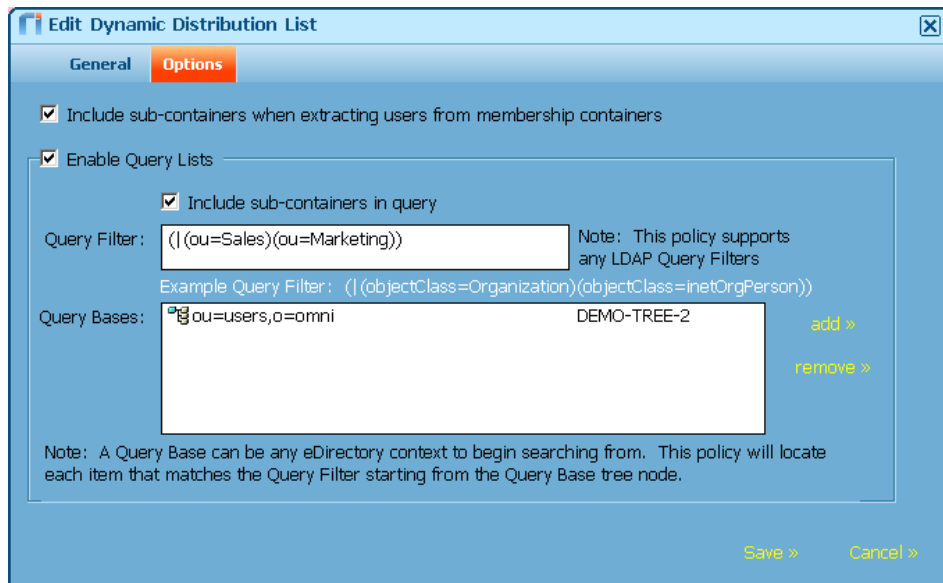 Edit Dynamic Distribution List
General Options
Include sub-containers when extracting users from membership containers
Enable Query Lists
Include sub-containers in query
Query Filter: (|(ou=Sales)(ou=Marketing))
Note: This policy supports
any LDAP Query Filters
Example Query Filter: (|(objectClass=Organization)(objectClass=inetOrgPerson))
Query Bases: ou=users,o=omni DEMO-TREE-2
add »
remove »
Note: A Query Base can be any eDirectory context to begin searching from. This policy will locate
each item that matches the Query Filter starting from the Query Base tree node.
Save » Cancel »